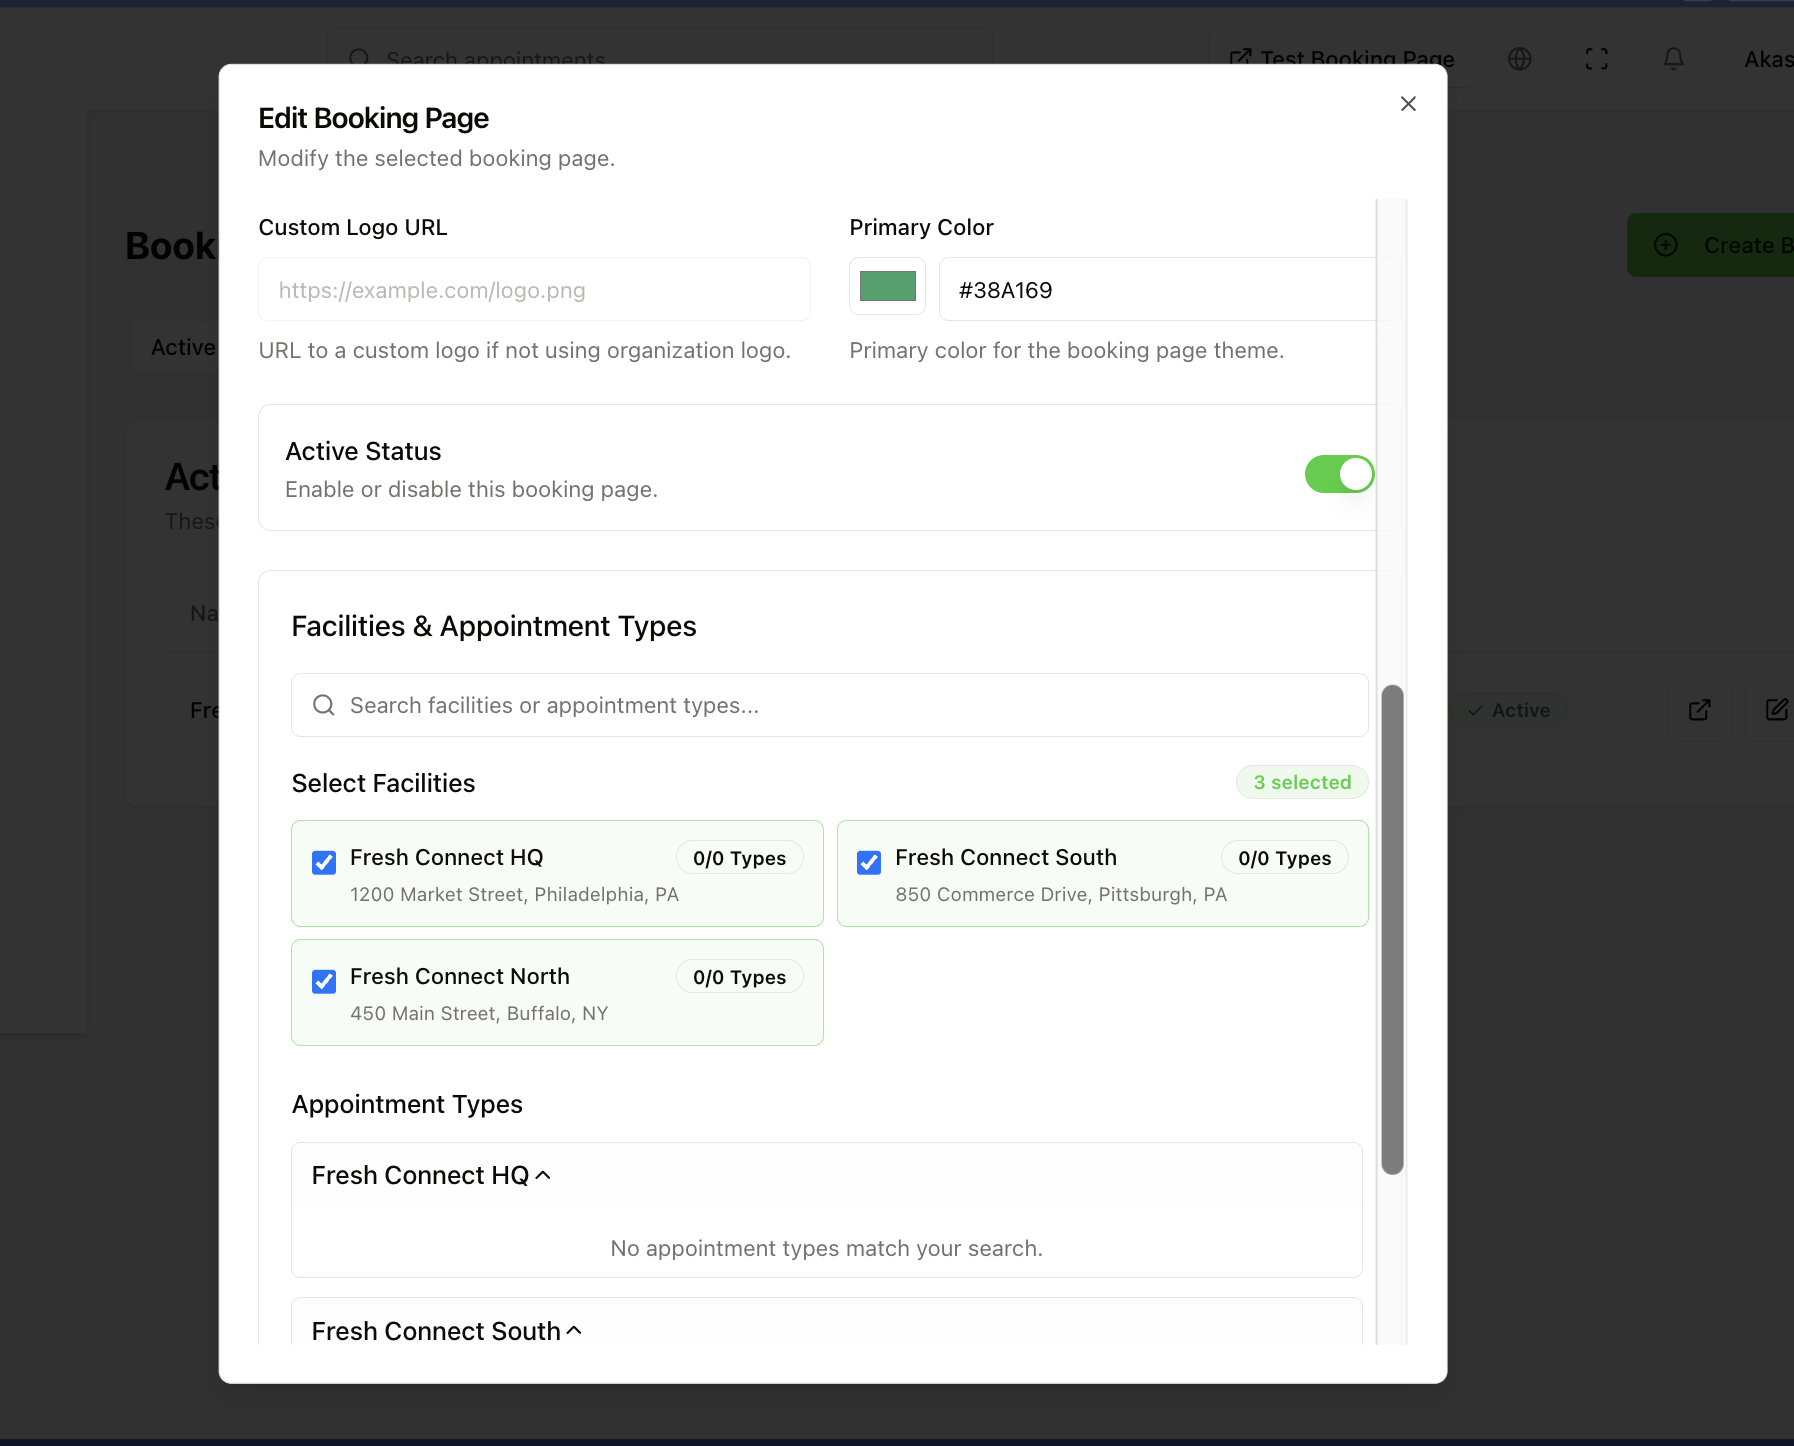 Search appointments
Test Booking Page
Akas
Edit Booking Page
Modify the selected booking page.
Book
Create B
Active
Custom Logo URL
https://example.com/logo.png
URL to a custom logo if not using organization logo.
Primary Color
#38A169
Primary color for the booking page theme.
Act
These
Active Status
Enable or disable this booking page.
Na
Fre
Active
Facilities & Appointment Types
Search facilities or appointment types...
Select Facilities
3 selected
Fresh Connect HQ
0/0 Types
1200 Market Street, Philadelphia, PA
Fresh Connect South
0/0 Types
850 Commerce Drive, Pittsburgh, PA
Fresh Connect North
0/0 Types
450 Main Street, Buffalo, NY
Appointment Types
Fresh Connect HQ
No appointment types match your search.
Fresh Connect South